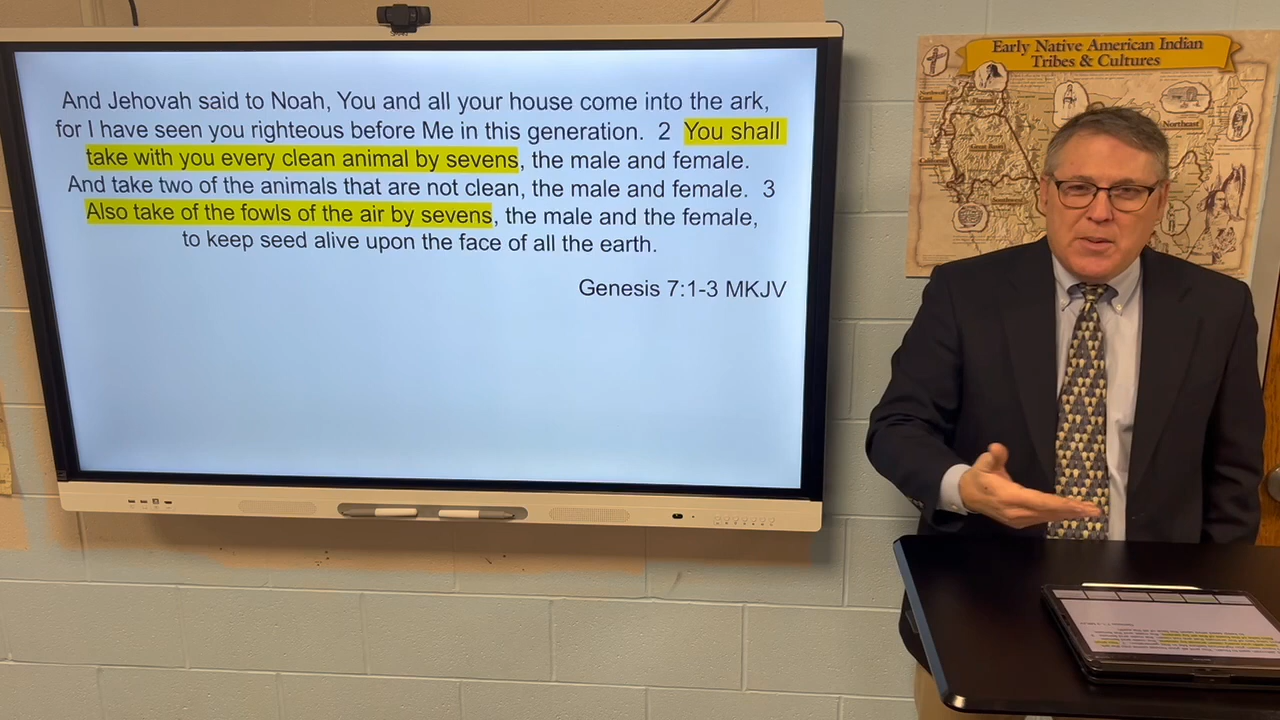 And Jehovah said to Noah, You and all your house come into the ark,
for I have seen you righteous before Me in this generation.  2  You shall
take with you every clean animal by sevens, the male and female.
And take two of the animals that are not clean, the male and female.  3
Also take of the fowls of the air by sevens, the male and the female,
to keep seed alive upon the face of all the earth.
Genesis 7:1-3 MKJV
Early Native American Indian
Tribes & Cultures
Northeast